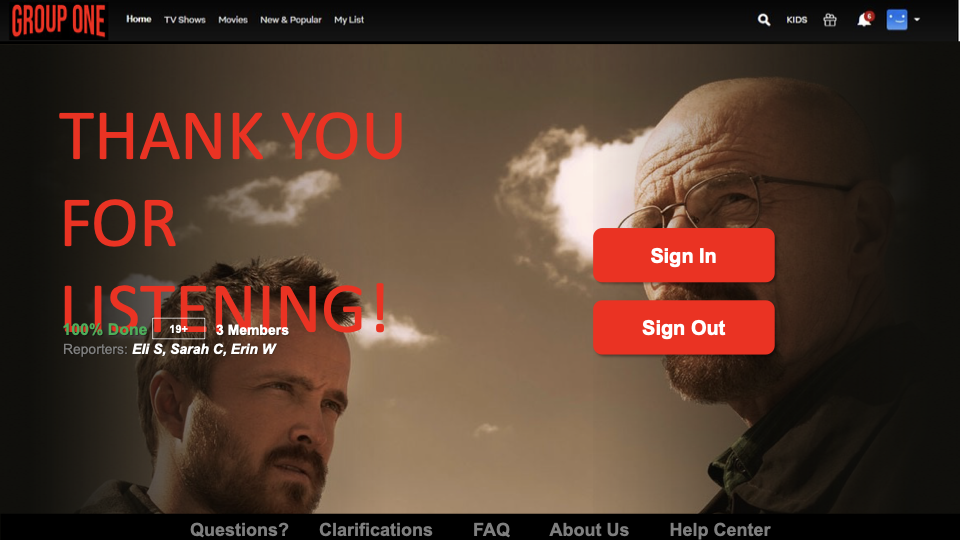 GROUP ONE
Home TV Shows Movies New & Popular My List
KIDS
6
THANK YOU
FOR
LISTENING!
Sign In
Sign Out
100% Done 19+ 3 Members
Reporters: Eli S, Sarah C, Erin W
Questions? Clarifications FAQ About Us Help Center